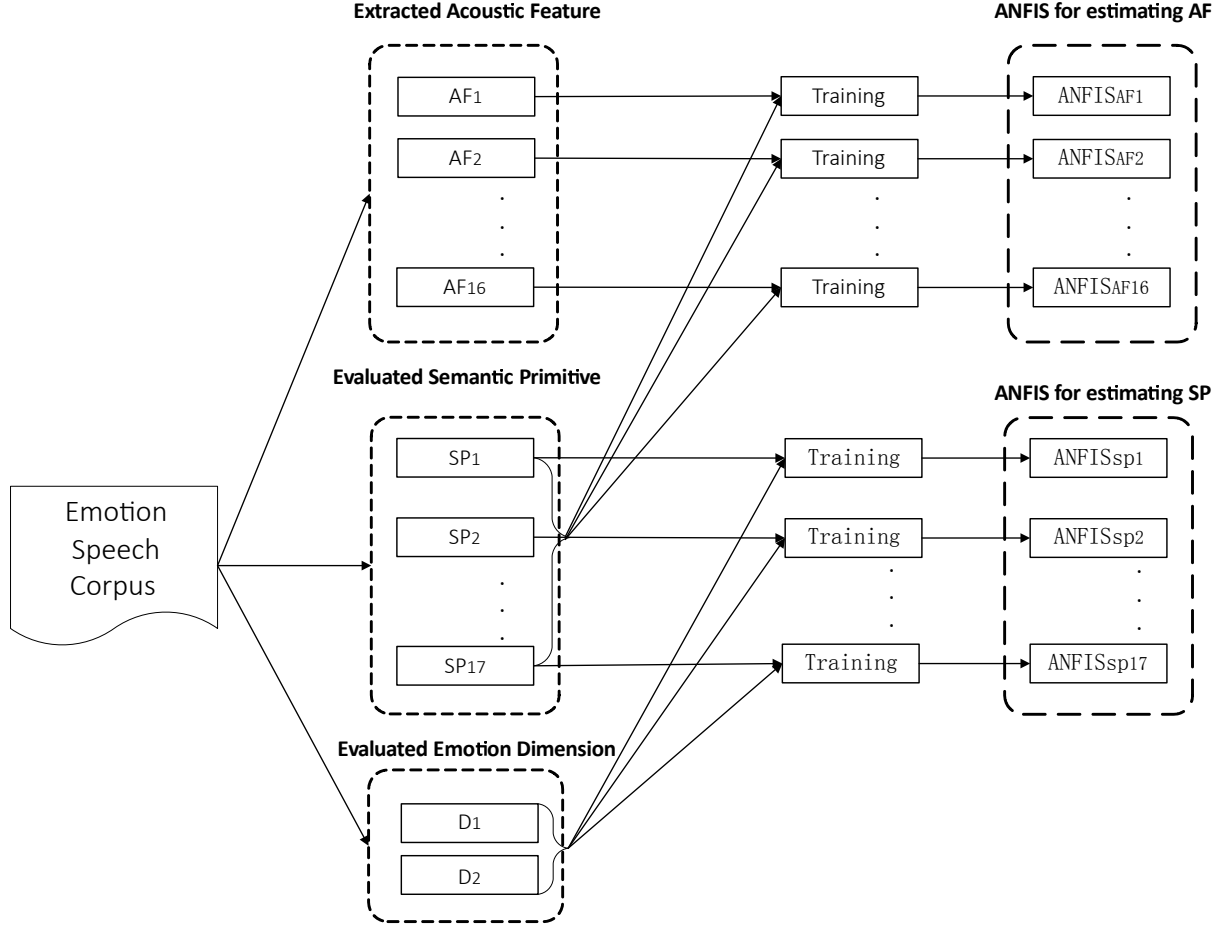 Extracted Acoustic Feature
ANFIS for estimating AF
AF1
Training
ANFISAF1
AF2
Training
ANFISAF2
AF16
Training
ANFISAF16
Evaluated Semantic Primitive
ANFIS for estimating SP
SP1
Training
ANFISsp1
Emotion
Speech
Corpus
SP2
Training
ANFISsp2
SP17
Training
ANFISsp17
Evaluated Emotion Dimension
D1
D2